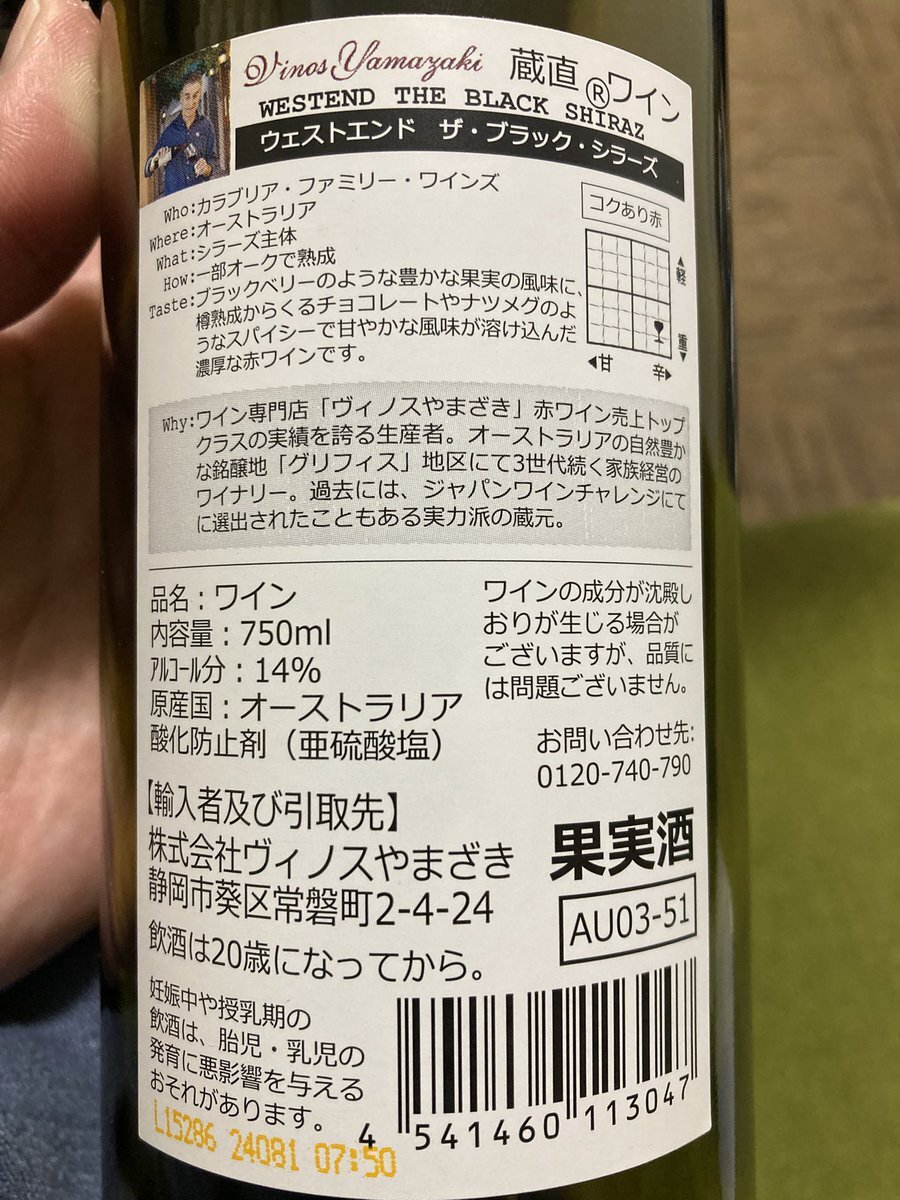 Vinos Yamazaki 蔵直®ワイン
WESTEND THE BLACK SHIRAZ
ウェストエンド ザ・ブラック・シラーズ
Who:カラブリア・ファミリー・ワインズ
Where:オーストラリア
What:シラーズ主体
How:一部オークで熟成
Taste:ブラックベリーのような豊かな果実の風味に、
樽熟成からくるチョコレートやナツメグのよ
うなスパイシーで甘やかな風味が溶け込んだ
濃厚な赤ワインです。
コクあり赤
▲軽
重▼
◀甘 辛▶
Why:ワイン専門店「ヴィノスやまざき」赤ワイン売上トップ
クラスの実績を誇る生産者。オーストラリアの自然豊か
な銘醸地「グリフィス」地区にて3世代続く家族経営の
ワイナリー。過去には、ジャパンワインチャレンジにて
に選出されたこともある実力派の蔵元。
品名：ワイン
内容量：750ml
ｱﾙｺｰﾙ分：14%
原産国：オーストラリア
酸化防止剤（亜硫酸塩）
ワインの成分が沈殿し
おりが生じる場合が
ございますが、品質に
は問題ございません。
お問い合わせ先:
0120-740-790
【輸入者及び引取先】
株式会社ヴィノスやまざき
静岡市葵区常磐町2-4-24
果実酒
AU03-51
飲酒は20歳になってから。
妊娠中や授乳期の
飲酒は、胎児・乳児の
発育に悪影響を与える
おそれがあります。
4 541460 113047
L15286 24081 07:50